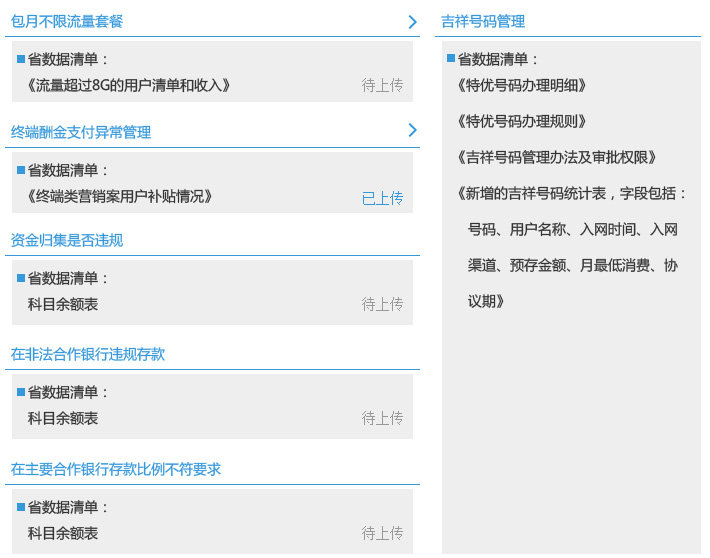 包月不限流量套餐
省数据清单：
《流量超过8G的用户清单和收入》
待上传
终端酬金支付异常管理
省数据清单：
《终端类营销案用户补贴情况》
已上传
资金归集是否违规
省数据清单：
科目余额表
待上传
在非法合作银行违规存款
省数据清单：
科目余额表
待上传
在主要合作银行存款比例不符要求
省数据清单：
科目余额表
待上传
吉祥号码管理
省数据清单：
《特优号码办理明细》
《特优号码办理规则》
《吉祥号码管理办法及审批权限》
《新增的吉祥号码统计表，字段包括：
号码、用户名称、入网时间、入网
渠道、预存金额、月最低消费、协
议期》